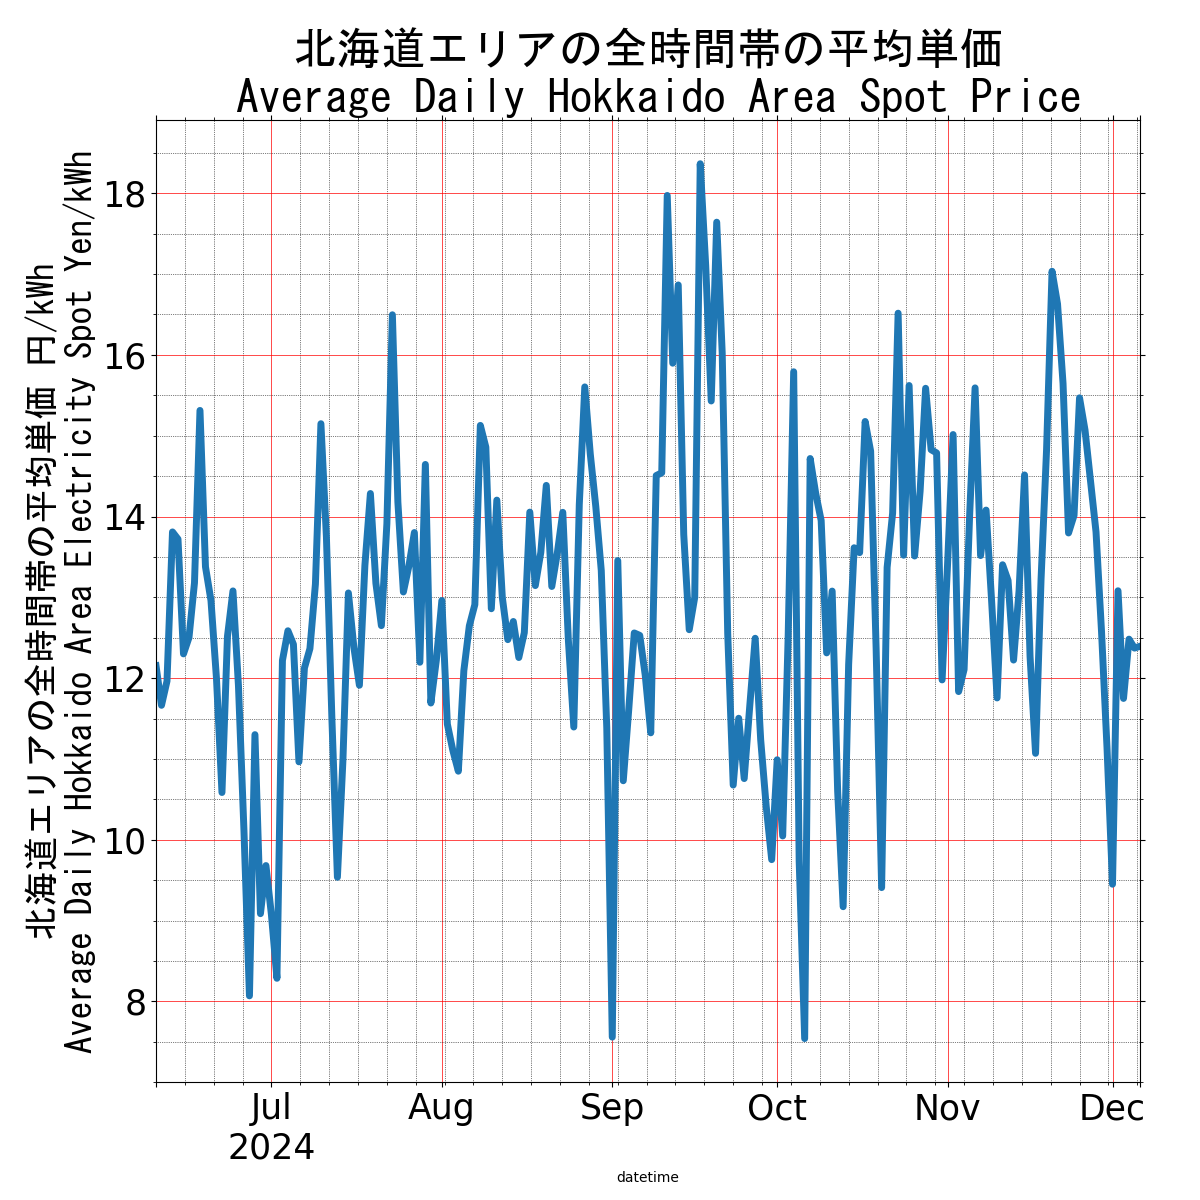 北海道エリアの全時間帯の平均単価
Average Daily Hokkaido Area Spot Price
北海道エリアの全時間帯の平均単価 円/kWh
Average Daily Hokkaido Area Electricity Spot Yen/kWh
18
16
14
12
10
8
Jul
2024
Aug
Sep
Oct
Nov
Dec
datetime